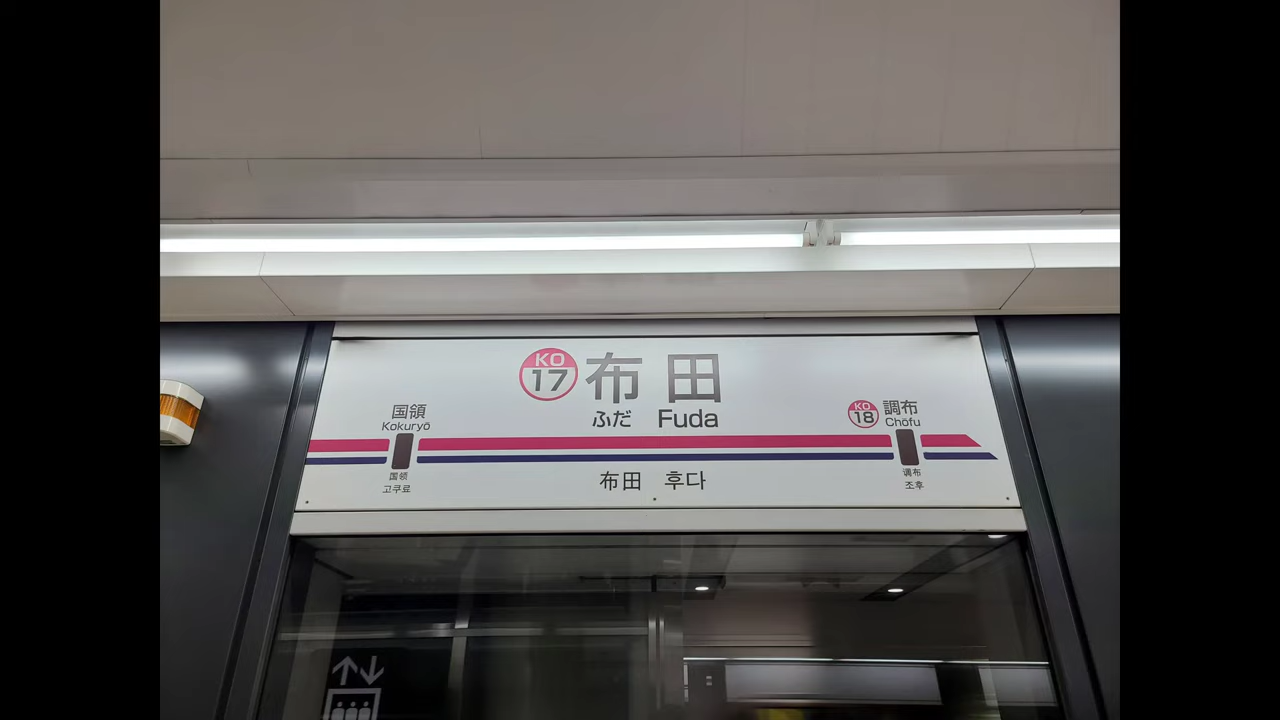 KO
17
布田
ふだ Fuda
国領
Kokuryō
国领
고쿠료
KO
18
調布
Chōfu
调布
조후
布田 후다